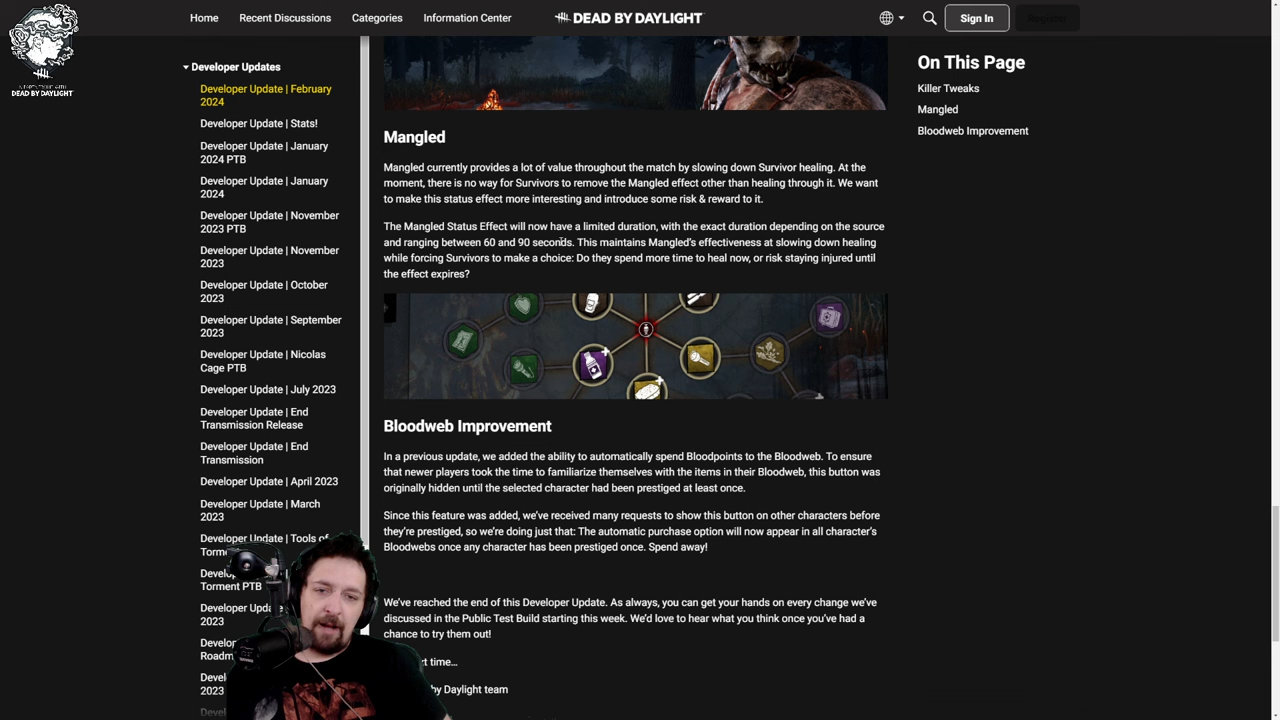 Home
Recent Discussions
Categories
Information Center
DEAD BY DAYLIGHT
Sign In
Register
DEAD BY DAYLIGHT
Developer Updates
Developer Update | February
2024
Developer Update | Stats!
Developer Update | January
2024 PTB
Developer Update | January
2024
Developer Update | November
2023 PTB
Developer Update | November
2023
Developer Update | October
2023
Developer Update | September
2023
Developer Update | Nicolas
Cage PTB
Developer Update | July 2023
Developer Update | End
Transmission Release
Developer Update | End
Transmission
Developer Update | April 2023
Developer Update | March
2023
Developer Update | Tools of
Torment PTB
2023
2023
Mangled
Mangled currently provides a lot of value throughout the match by slowing down Survivor healing. At the
moment, there is no way for Survivors to remove the Mangled effect other than healing through it. We want
to make this status effect more interesting and introduce some risk & reward to it.
The Mangled Status Effect will now have a limited duration, with the exact duration depending on the source
and ranging between 60 and 90 seconds. This maintains Mangled's effectiveness at slowing down healing
while forcing Survivors to make a choice: Do they spend more time to heal now, or risk staying injured until
the effect expires?
Bloodweb Improvement
In a previous update, we added the ability to automatically spend Bloodpoints to the Bloodweb. To ensure
that newer players took the time to familiarize themselves with the items in their Bloodweb, this button was
originally hidden until the selected character had been prestiged at least once.
Since this feature was added, we've received many requests to show this button on other characters before
they're prestiged, so we're doing just that: The automatic purchase option will now appear in all character's
Bloodwebs once any character has been prestiged once. Spend away!
We've reached the end of this Developer Update. As always, you can get your hands on every change we've
discussed in the Public Test Build starting this week. We'd love to hear what you think once you've had a
chance to try them out!
time…
by Daylight team
On This Page
Killer Tweaks
Mangled
Bloodweb Improvement